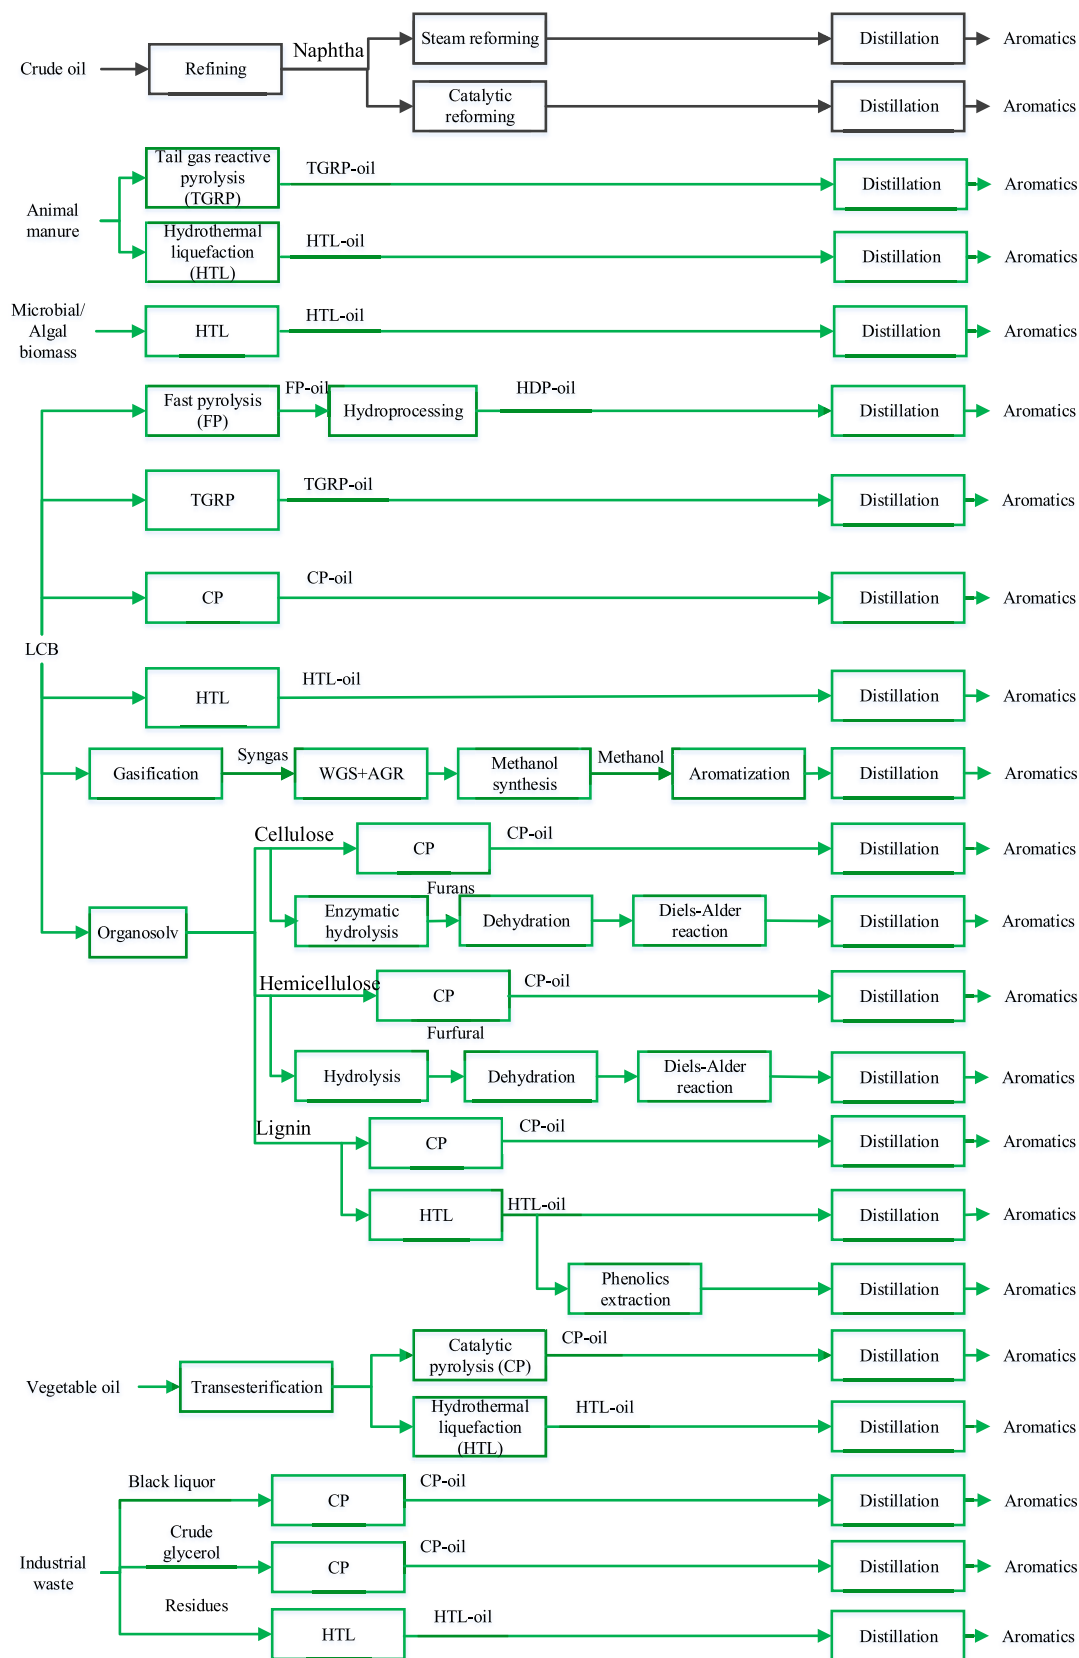 Crude oil
Refining
Naphtha
Steam reforming
Distillation
Aromatics
Catalytic
reforming
Distillation
Aromatics
Animal
manure
Tail gas reactive
pyrolysis
(TGRP)
TGRP-oil
Distillation
Aromatics
Hydrothermal
liquefaction
(HTL)
HTL-oil
Distillation
Aromatics
Microbial/
Algal
biomass
HTL
HTL-oil
Distillation
Aromatics
LCB
Fast pyrolysis
(FP)
FP-oil
Hydroprocessing
HDP-oil
Distillation
Aromatics
TGRP
TGRP-oil
Distillation
Aromatics
CP
CP-oil
Distillation
Aromatics
HTL
HTL-oil
Distillation
Aromatics
Gasification
Syngas
WGS+AGR
Methanol
synthesis
Methanol
Aromatization
Distillation
Aromatics
Organosolv
Cellulose
CP
CP-oil
Distillation
Aromatics
Enzymatic
hydrolysis
Furans
Dehydration
Diels-Alder
reaction
Distillation
Aromatics
Hemicellulose
CP
CP-oil
Distillation
Aromatics
Hydrolysis
Furfural
Dehydration
Diels-Alder
reaction
Distillation
Aromatics
Lignin
CP
CP-oil
Distillation
Aromatics
HTL
HTL-oil
Distillation
Aromatics
Phenolics
extraction
Distillation
Aromatics
Vegetable oil
Transesterification
Catalytic
pyrolysis (CP)
CP-oil
Distillation
Aromatics
Hydrothermal
liquefaction
(HTL)
HTL-oil
Distillation
Aromatics
Industrial
waste
Black liquor
CP
CP-oil
Distillation
Aromatics
Crude
glycerol
CP
CP-oil
Distillation
Aromatics
Residues
HTL
HTL-oil
Distillation
Aromatics